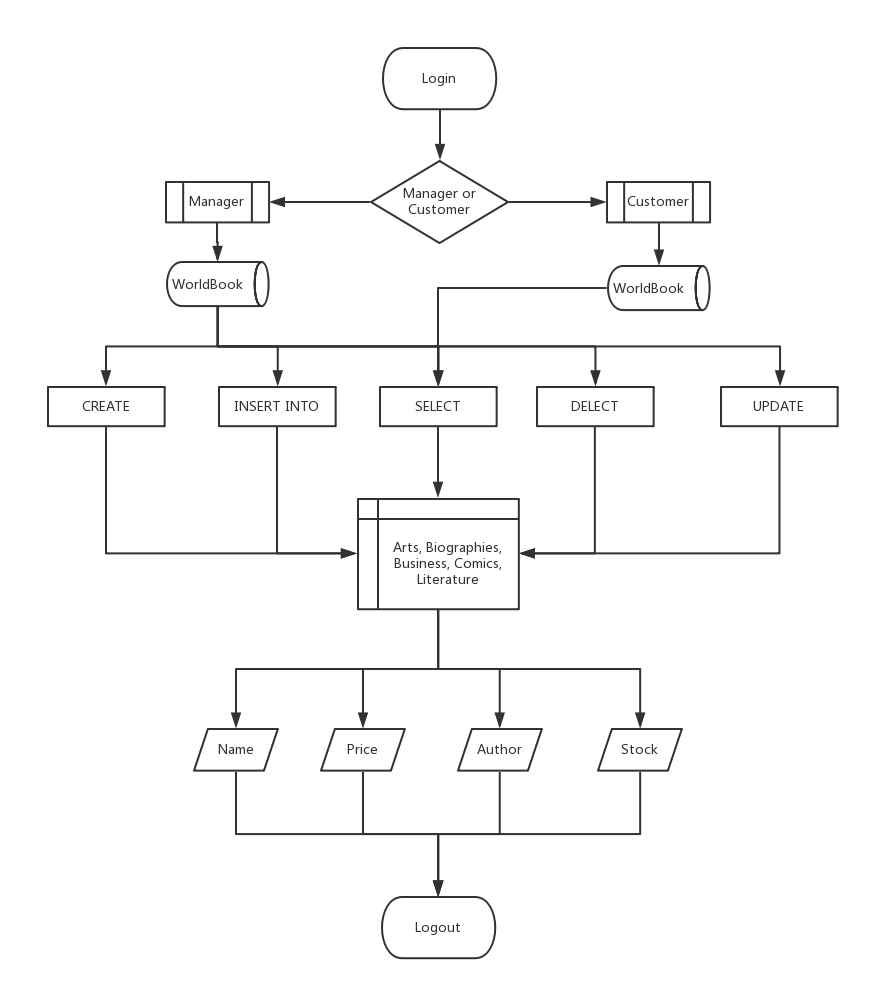 Login
Manager or
Customer
Manager
Customer
WorldBook
WorldBook
CREATE
INSERT INTO
SELECT
DELECT
UPDATE
Arts, Biographies,
Business, Comics,
Literature
Name
Price
Author
Stock
Logout